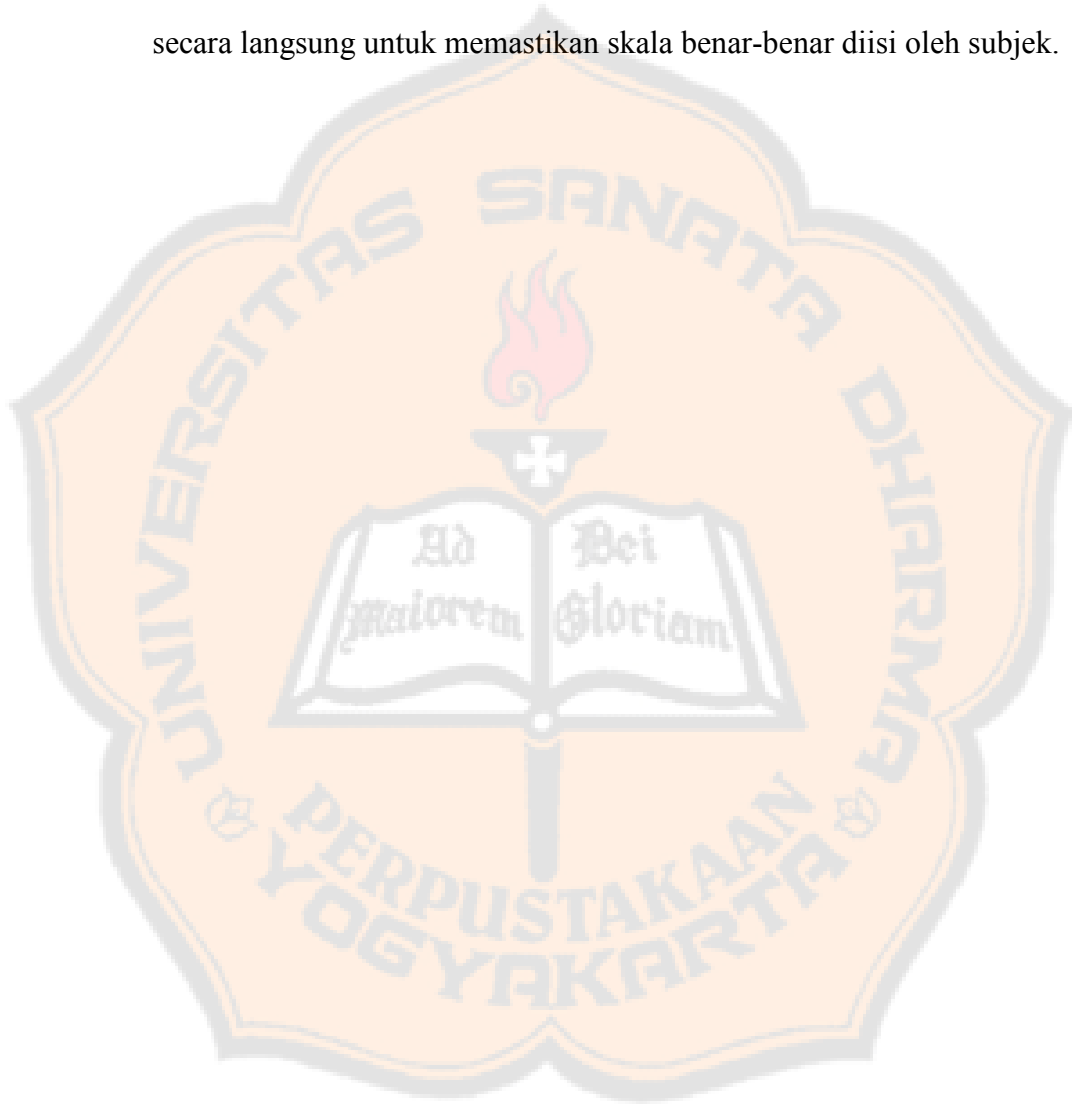 secara langsung untuk memastikan skala benar-benar diisi oleh subjek.
UNIVERSITAS SANATA DHARMA
Ad Dei
Maiorem Gloriam
PERPUSTAKAAN
YOGYAKARTA